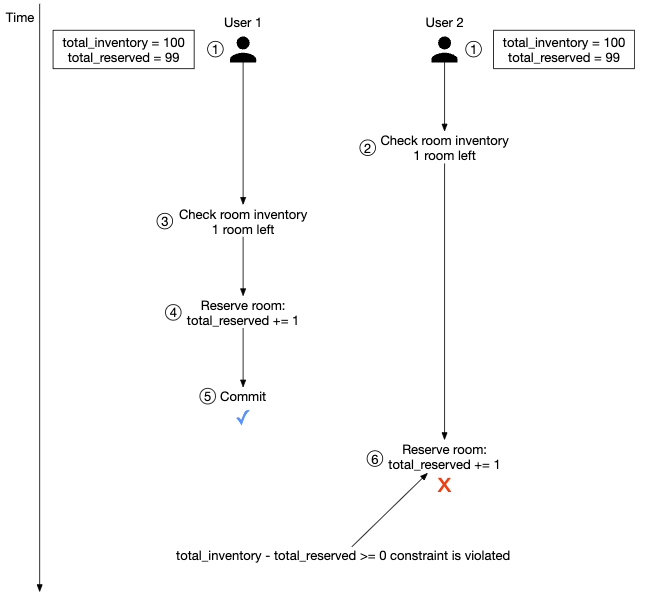 Time
User 1
User 2
total_inventory = 100
total_reserved = 99
①
①
total_inventory = 100
total_reserved = 99
② Check room inventory
1 room left
③ Check room inventory
1 room left
④ Reserve room:
total_reserved += 1
⑤ Commit
⑥ Reserve room:
total_reserved += 1
X
total_inventory - total_reserved >= 0 constraint is violated